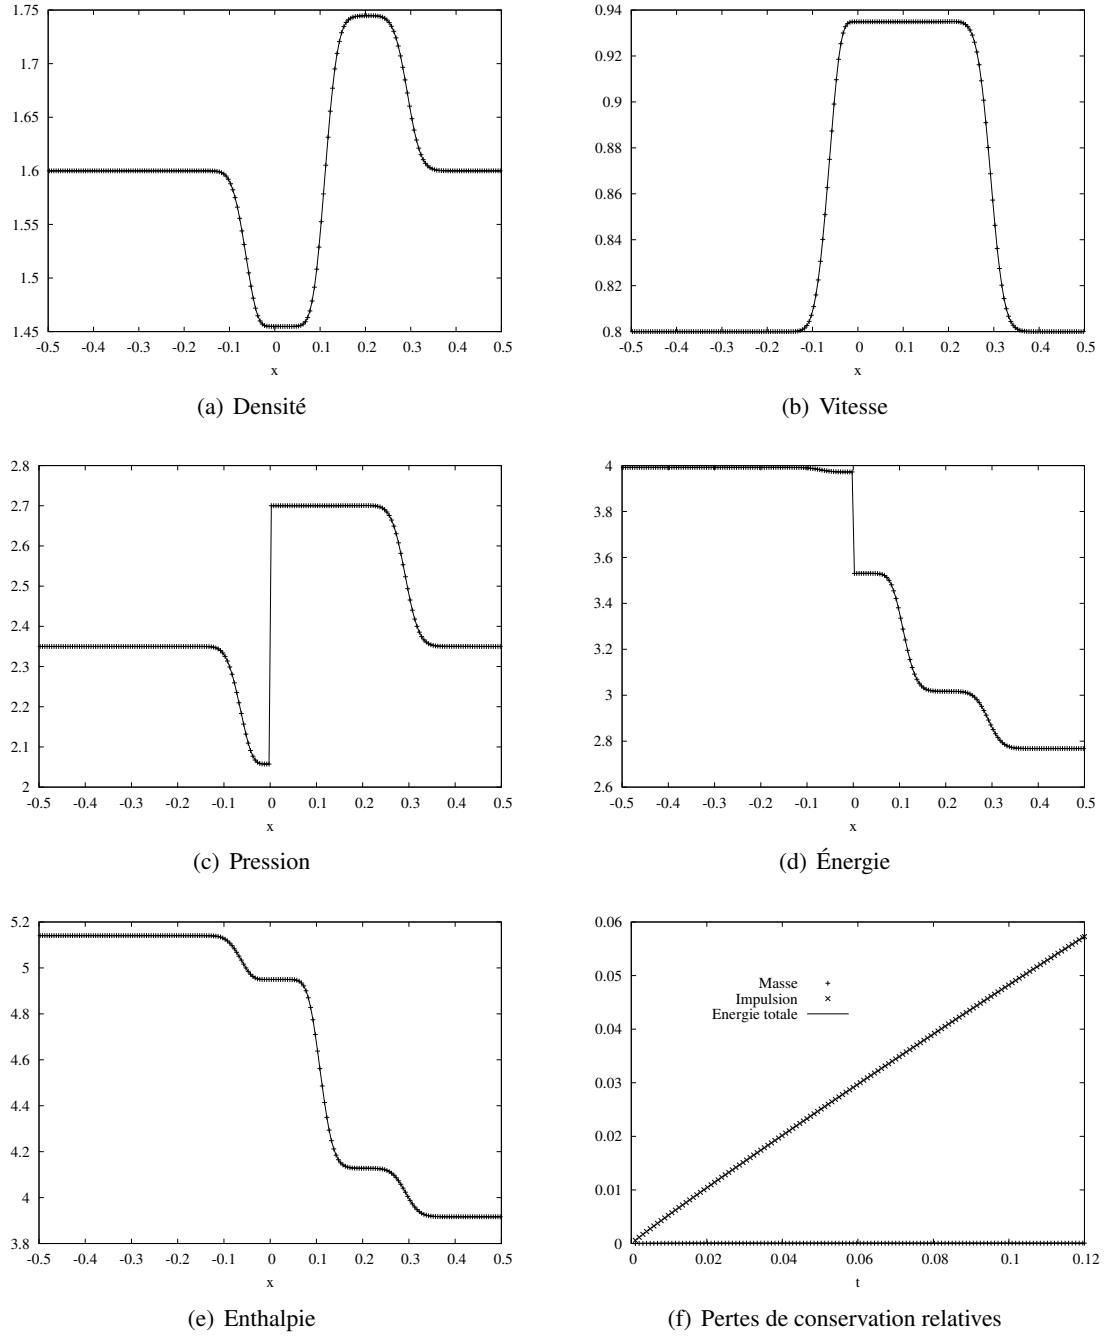 1.75
1.7
1.65
1.6
1.55
1.5
1.45
-0.5 -0.4 -0.3 -0.2 -0.1 0 0.1 0.2 0.3 0.4 0.5
x
(a) Densité
0.94
0.92
0.9
0.88
0.86
0.84
0.82
0.8
-0.5 -0.4 -0.3 -0.2 -0.1 0 0.1 0.2 0.3 0.4 0.5
x
(b) Vitesse
2.8
2.7
2.6
2.5
2.4
2.3
2.2
2.1
2
-0.5 -0.4 -0.3 -0.2 -0.1 0 0.1 0.2 0.3 0.4 0.5
x
(c) Pression
4
3.8
3.6
3.4
3.2
3
2.8
2.6
-0.5 -0.4 -0.3 -0.2 -0.1 0 0.1 0.2 0.3 0.4 0.5
x
(d) Énergie
5.2
5
4.8
4.6
4.4
4.2
4
3.8
-0.5 -0.4 -0.3 -0.2 -0.1 0 0.1 0.2 0.3 0.4 0.5
x
(e) Enthalpie
0.06
0.05
0.04
0.03
0.02
0.01
0
Masse
Impulsion
Energie totale
0 0.02 0.04 0.06 0.08 0.1 0.12
t
(f) Pertes de conservation relatives